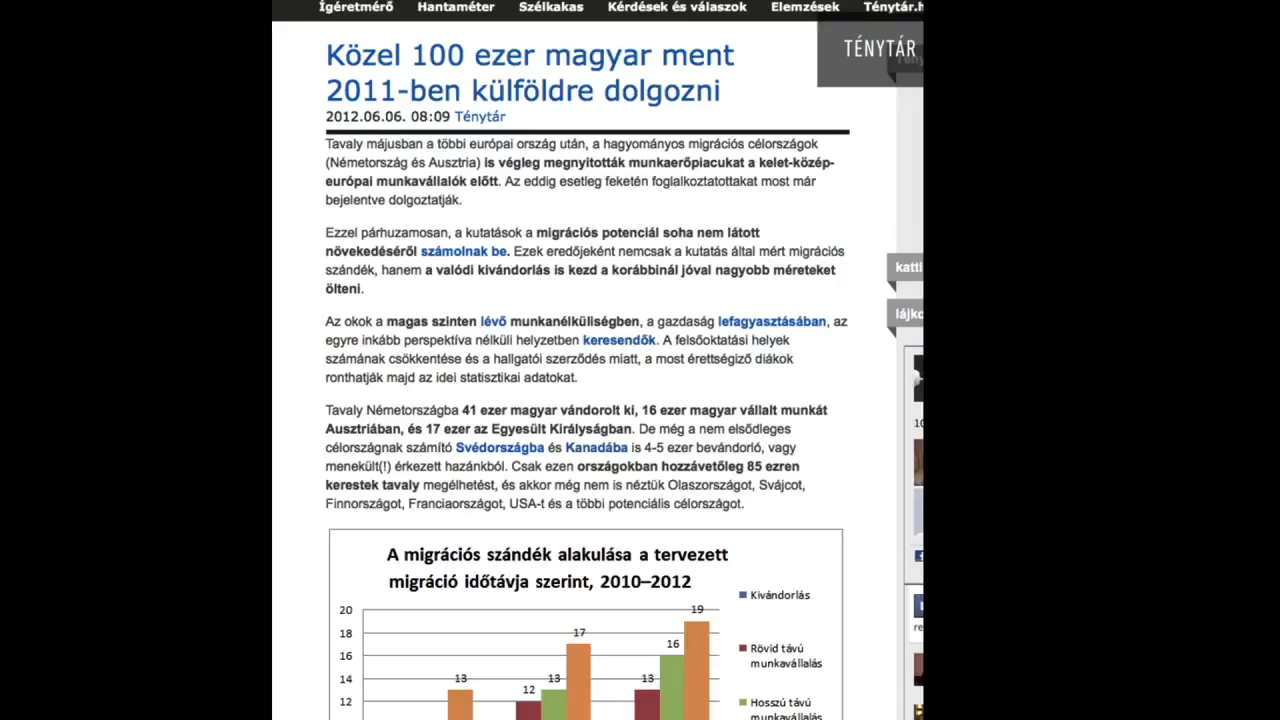 Ígéretmérő Hantaméter Szélkakas Kérdések és válaszok Elemzések Ténytár.h
TÉNYTÁR
Közel 100 ezer magyar ment
2011-ben külföldre dolgozni
2012.06.06. 08:09 Ténytár
Tavaly májusban a többi európai ország után, a hagyományos migrációs célországok
(Németország és Ausztria) is végleg megnyitották munkaerőpiacukat a kelet-közép-
európai munkavállalók előtt. Az eddig esetleg feketén foglalkoztatottakat most már
bejelentve dolgoztatják.
Ezzel párhuzamosan, a kutatások a migrációs potenciál soha nem látott
növekedéséről számolnak be. Ezek eredőjeként nemcsak a kutatás által mért migrációs
szándék, hanem a valódi kivándorlás is kezd a korábbinál jóval nagyobb méreteket
ölteni.
kattI
Az okok a magas szinten lévő munkanélküliségben, a gazdaság lefagyasztásában, az
egyre inkább perspektíva nélküli helyzetben keresendők. A felsőoktatási helyek
számának csökkentése és a hallgatói szerződés miatt, a most érettségiző diákok
ronthatják majd az idei statisztikai adatokat.
lájko
Tavaly Németországba 41 ezer magyar vándorolt ki, 16 ezer magyar vállalt munkát
Ausztriában, és 17 ezer az Egyesült Királyságban. De még a nem elsődleges
célországnak számító Svédországba és Kanadába is 4-5 ezer bevándorló, vagy
menekült(!) érkezett hazánkból. Csak ezen országokban hozzávetőleg 85 ezren
kerestek tavaly megélhetést, és akkor még nem is néztük Olaszországot, Svájcot,
Finnországot, Franciaországot, USA-t és a többi potenciális célországot.
A migrációs szándék alakulása a tervezett
migráció időtávja szerint, 2010–2012
Kivándorlás
Rövid távú
munkavállalás
Hosszú távú
munkavállalás
20
18
16
14
12
13
12
13
17
13
16
19